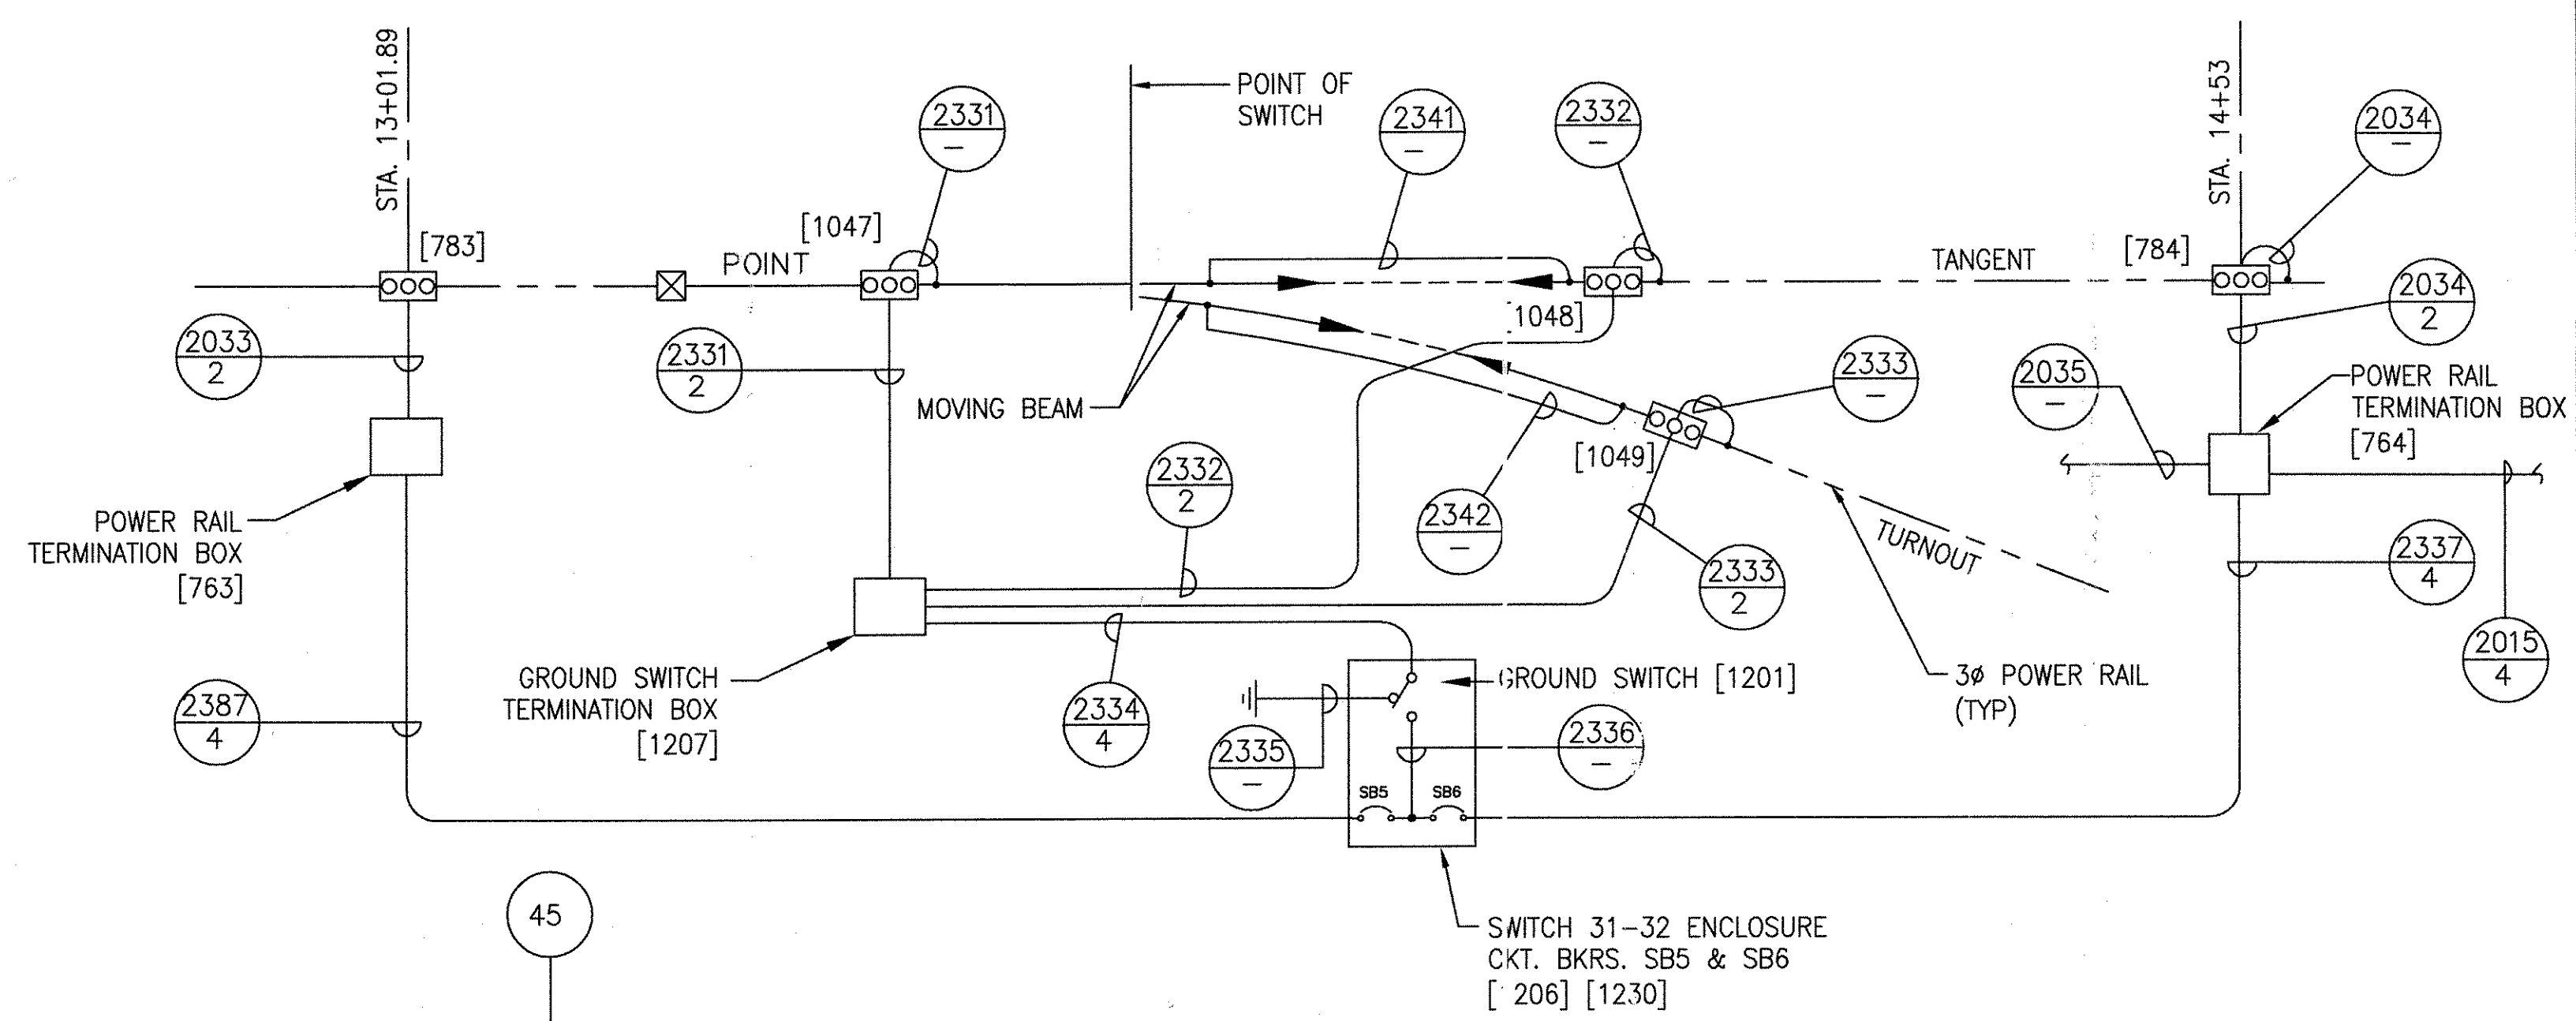 STA. 13+01.89
[783]
POINT
[1047]
2331
–
POINT OF
SWITCH
2341
–
2332
–
[1048]
TANGENT
STA. 14+53
[784]
2034
–
2034
2
2033
2
2331
2
MOVING BEAM
2333
–
2035
–
POWER RAIL
TERMINATION BOX
[764]
[1049]
2332
2
2342
–
TURNOUT
2333
2
2337
4
2015
4
POWER RAIL
TERMINATION BOX
[763]
GROUND SWITCH
TERMINATION BOX
[1207]
2387
4
2334
4
GROUND SWITCH [1201]
3ø POWER RAIL
(TYP)
2335
–
2336
–
SB5
SB6
45
SWITCH 31–32 ENCLOSURE
CKT. BKRS. SB5 & SB6
[1206] [1230]